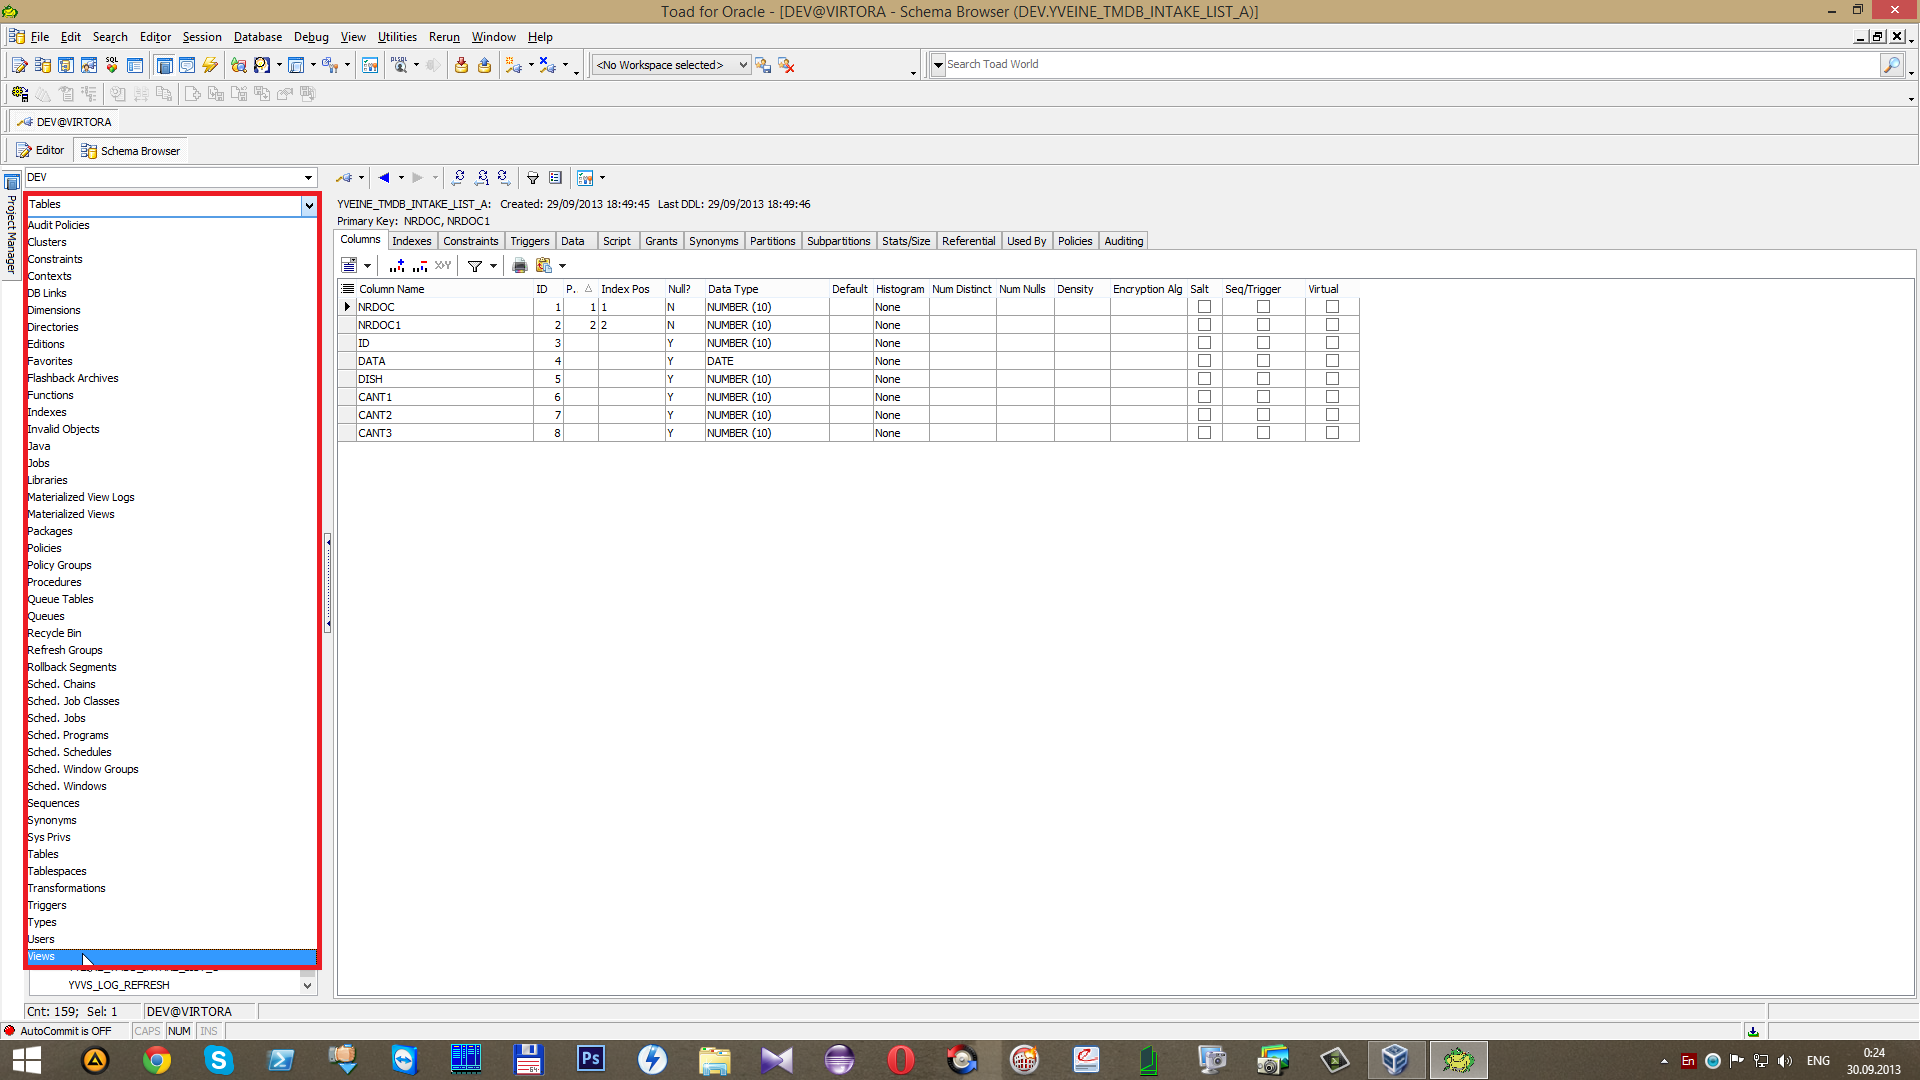 Toad for Oracle - [DEV@VIRTORA - Schema Browser (DEV.YVEINE_TMDB_INTAKE_LIST_A)]
File Edit Search Editor Session Database Debug View Utilities Rerun Window Help
SQL PLSQL <No Workspace selected> Search Toad World
DEV@VIRTORA
Editor Schema Browser
Project Manager
DEV
Tables
Audit Policies
Clusters
Constraints
Contexts
DB Links
Dimensions
Directories
Editions
Favorites
Flashback Archives
Functions
Indexes
Invalid Objects
Java
Jobs
Libraries
Materialized View Logs
Materialized Views
Packages
Policies
Policy Groups
Procedures
Queue Tables
Queues
Recycle Bin
Refresh Groups
Rollback Segments
Sched. Chains
Sched. Job Classes
Sched. Jobs
Sched. Programs
Sched. Schedules
Sched. Window Groups
Sched. Windows
Sequences
Synonyms
Sys Privs
Tables
Tablespaces
Transformations
Triggers
Types
Users
Views
YVVS_LOG_REFRESH
YVEINE_TMDB_INTAKE_LIST_A: Created: 29/09/2013 18:49:45 Last DDL: 29/09/2013 18:49:46
Primary Key: NRDOC, NRDOC1
Columns Indexes Constraints Triggers Data Script Grants Synonyms Partitions Subpartitions Stats/Size Referential Used By Policies Auditing
XYY
Column Name ID P.. Index Pos Null? Data Type Default Histogram Num Distinct Num Nulls Density Encryption Alg Salt Seq/Trigger Virtual
NRDOC 1 1 1 N NUMBER (10) None
NRDOC1 2 2 2 N NUMBER (10) None
ID 3 Y NUMBER (10) None
DATA 4 Y DATE None
DISH 5 Y NUMBER (10) None
CANT1 6 Y NUMBER (10) None
CANT2 7 Y NUMBER (10) None
CANT3 8 Y NUMBER (10) None
Cnt: 159; Sel: 1 DEV@VIRTORA
AutoCommit is OFF CAPS NUM INS
64 Ps En ENG 0:24
30.09.2013